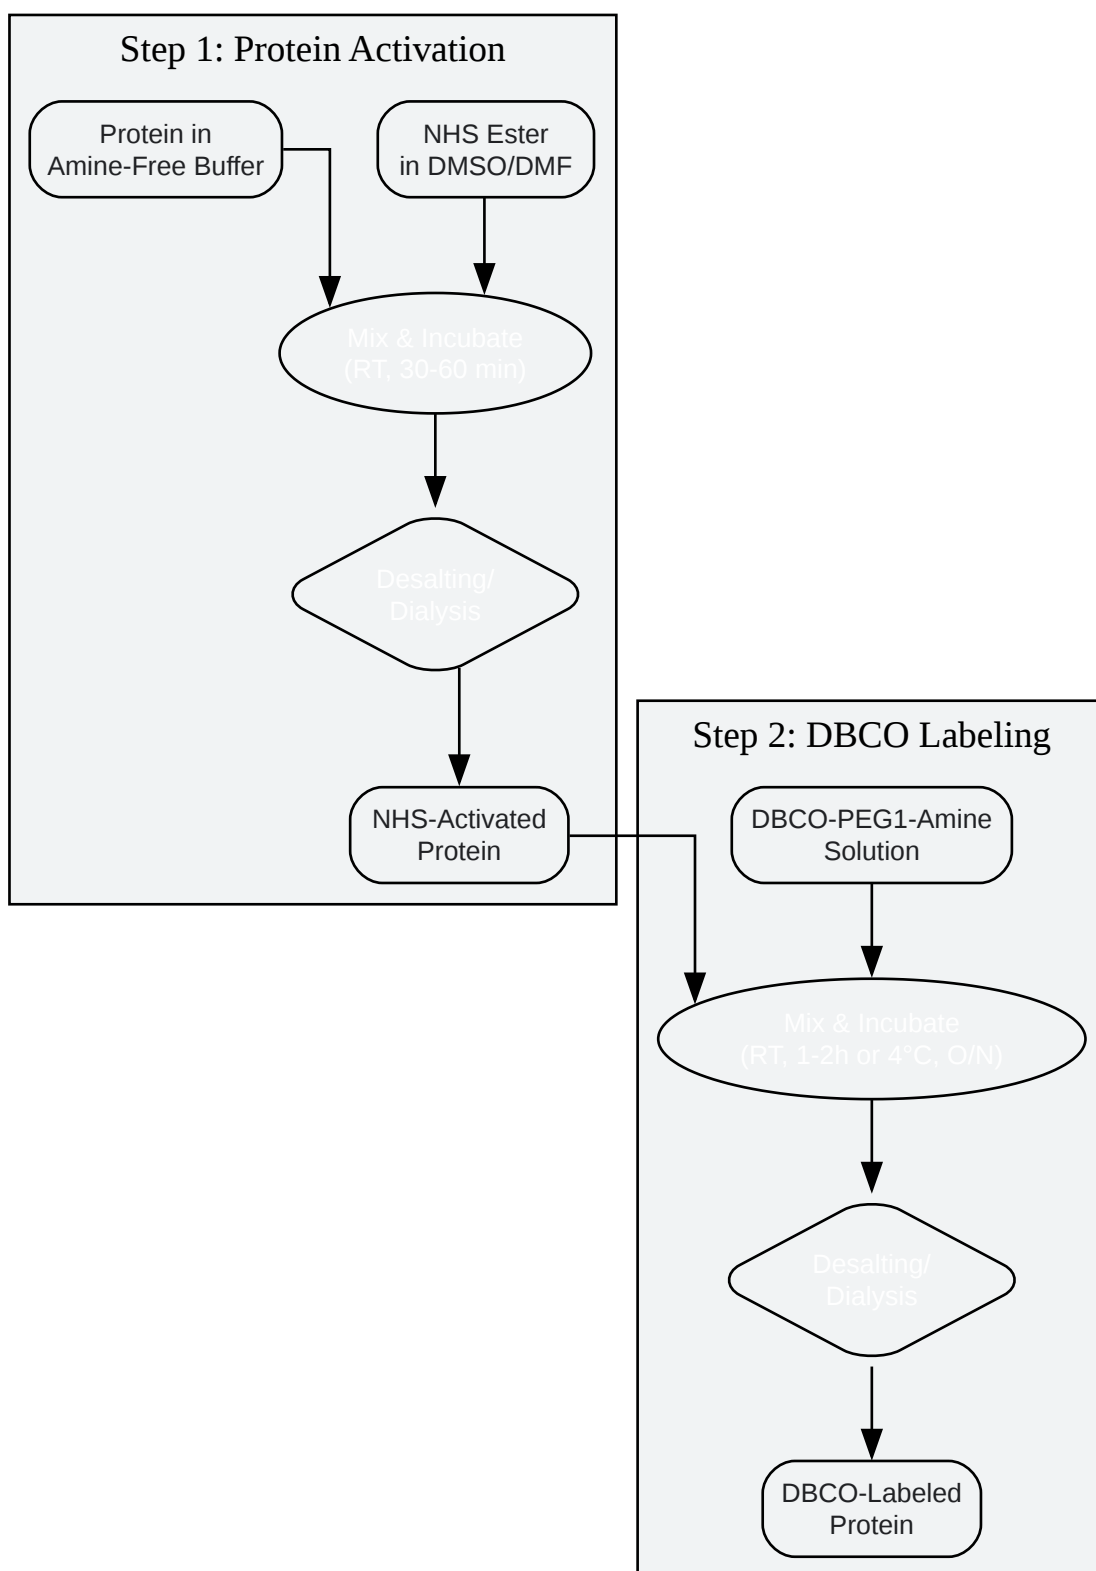 Step 1: Protein Activation
Protein in
Amine-Free Buffer
NHS Ester
in DMSO/DMF
Mix & Incubate
(RT, 30-60 min)
Desalting/
Dialysis
NHS-Activated
Protein
Step 2: DBCO Labeling
DBCO-PEG1-Amine
Solution
Mix & Incubate
(RT, 1-2h or 4°C, O/N)
Desalting/
Dialysis
DBCO-Labeled
Protein